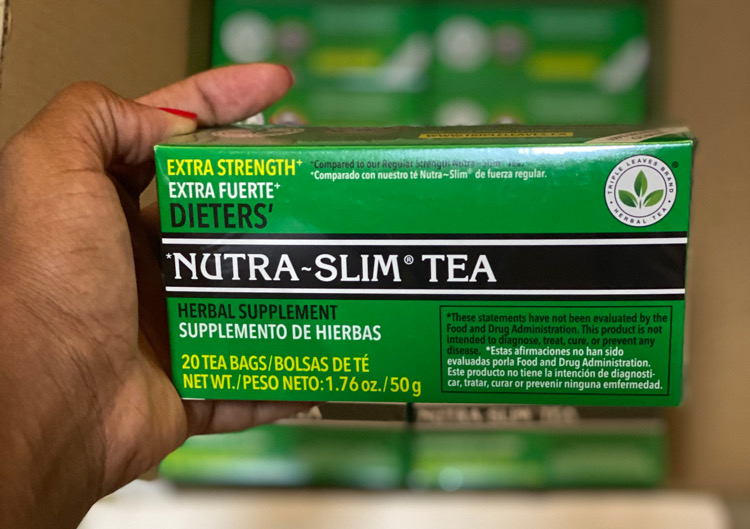 EXTRA STRENGTH⁺
EXTRA FUERTE⁺
DIETERS'
*Compared to our Regular Strength Nutra~Slim® Tea.
*Comparado con nuestro té Nutra~Slim® de fuerza regular.
TRIPLE LEAVES BRAND
HERBAL TEA
®
*NUTRA~SLIM® TEA
HERBAL SUPPLEMENT
SUPPLEMENTO DE HIERBAS
20 TEA BAGS/BOLSAS DE TÉ
NET WT./PESO NETO: 1.76 oz./50 g
*These statements have not been evaluated by the
Food and Drug Administration. This product is not
intended to diagnose, treat, cure, or prevent any
disease. *Estas afirmaciones no han sido
evaluadas porla Food and Drug Administration.
Este producto no tiene la intención de diagnosti-
car, tratar, curar or prevenir ninguna enfermedad.
NUTRA-SLIM TEA